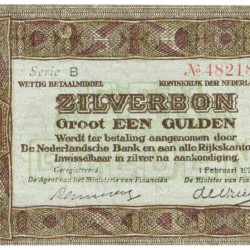 Serie B № 48218
WETTIG BETAALMIDDEL KONINKRIJK DER NEDERLA
ZILVERBON
Groot EEN GULDEN
Wordt ter betaling aangenomen door
De Nederlandsche Bank en aan alle Rijkskanto
Inwisselbaar in zilver na aankondiging.
Geregistreerd 1 Februari 192
De Agent van het Ministerie van Financiën De Minister van Financiën,